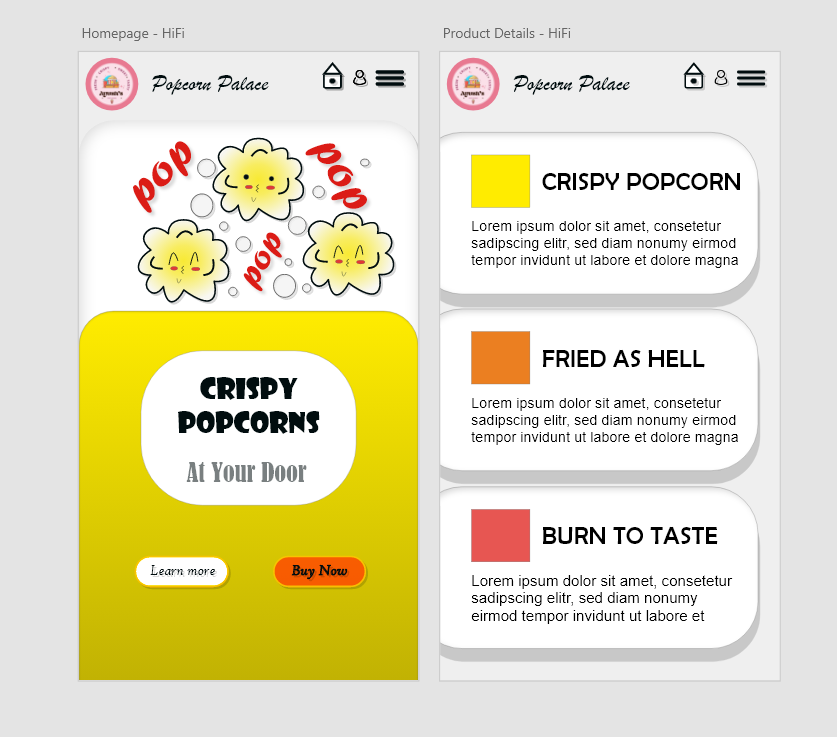 Homepage - HiFi
Popcorn Palace
pop
pop
pop
CRISPY
POPCORNS
At Your Door
Learn more
Buy Now
Product Details - HiFi
Popcorn Palace
CRISPY POPCORN
Lorem ipsum dolor sit amet, consetetur
sadipscing elitr, sed diam nonumy eirmod
tempor invidunt ut labore et dolore magna
FRIED AS HELL
Lorem ipsum dolor sit amet, consetetur
sadipscing elitr, sed diam nonumy eirmod
tempor invidunt ut labore et dolore magna
BURN TO TASTE
Lorem ipsum dolor sit amet, consetetur
sadipscing elitr, sed diam nonumy
eirmod tempor invidunt ut labore et